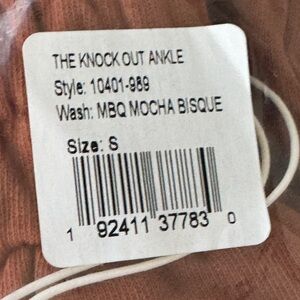 THE KNOCK OUT ANKLE
Style: 10401-989
Wash: MBQ MOCHA BISQUE
Size: S
1 92411 37783 0